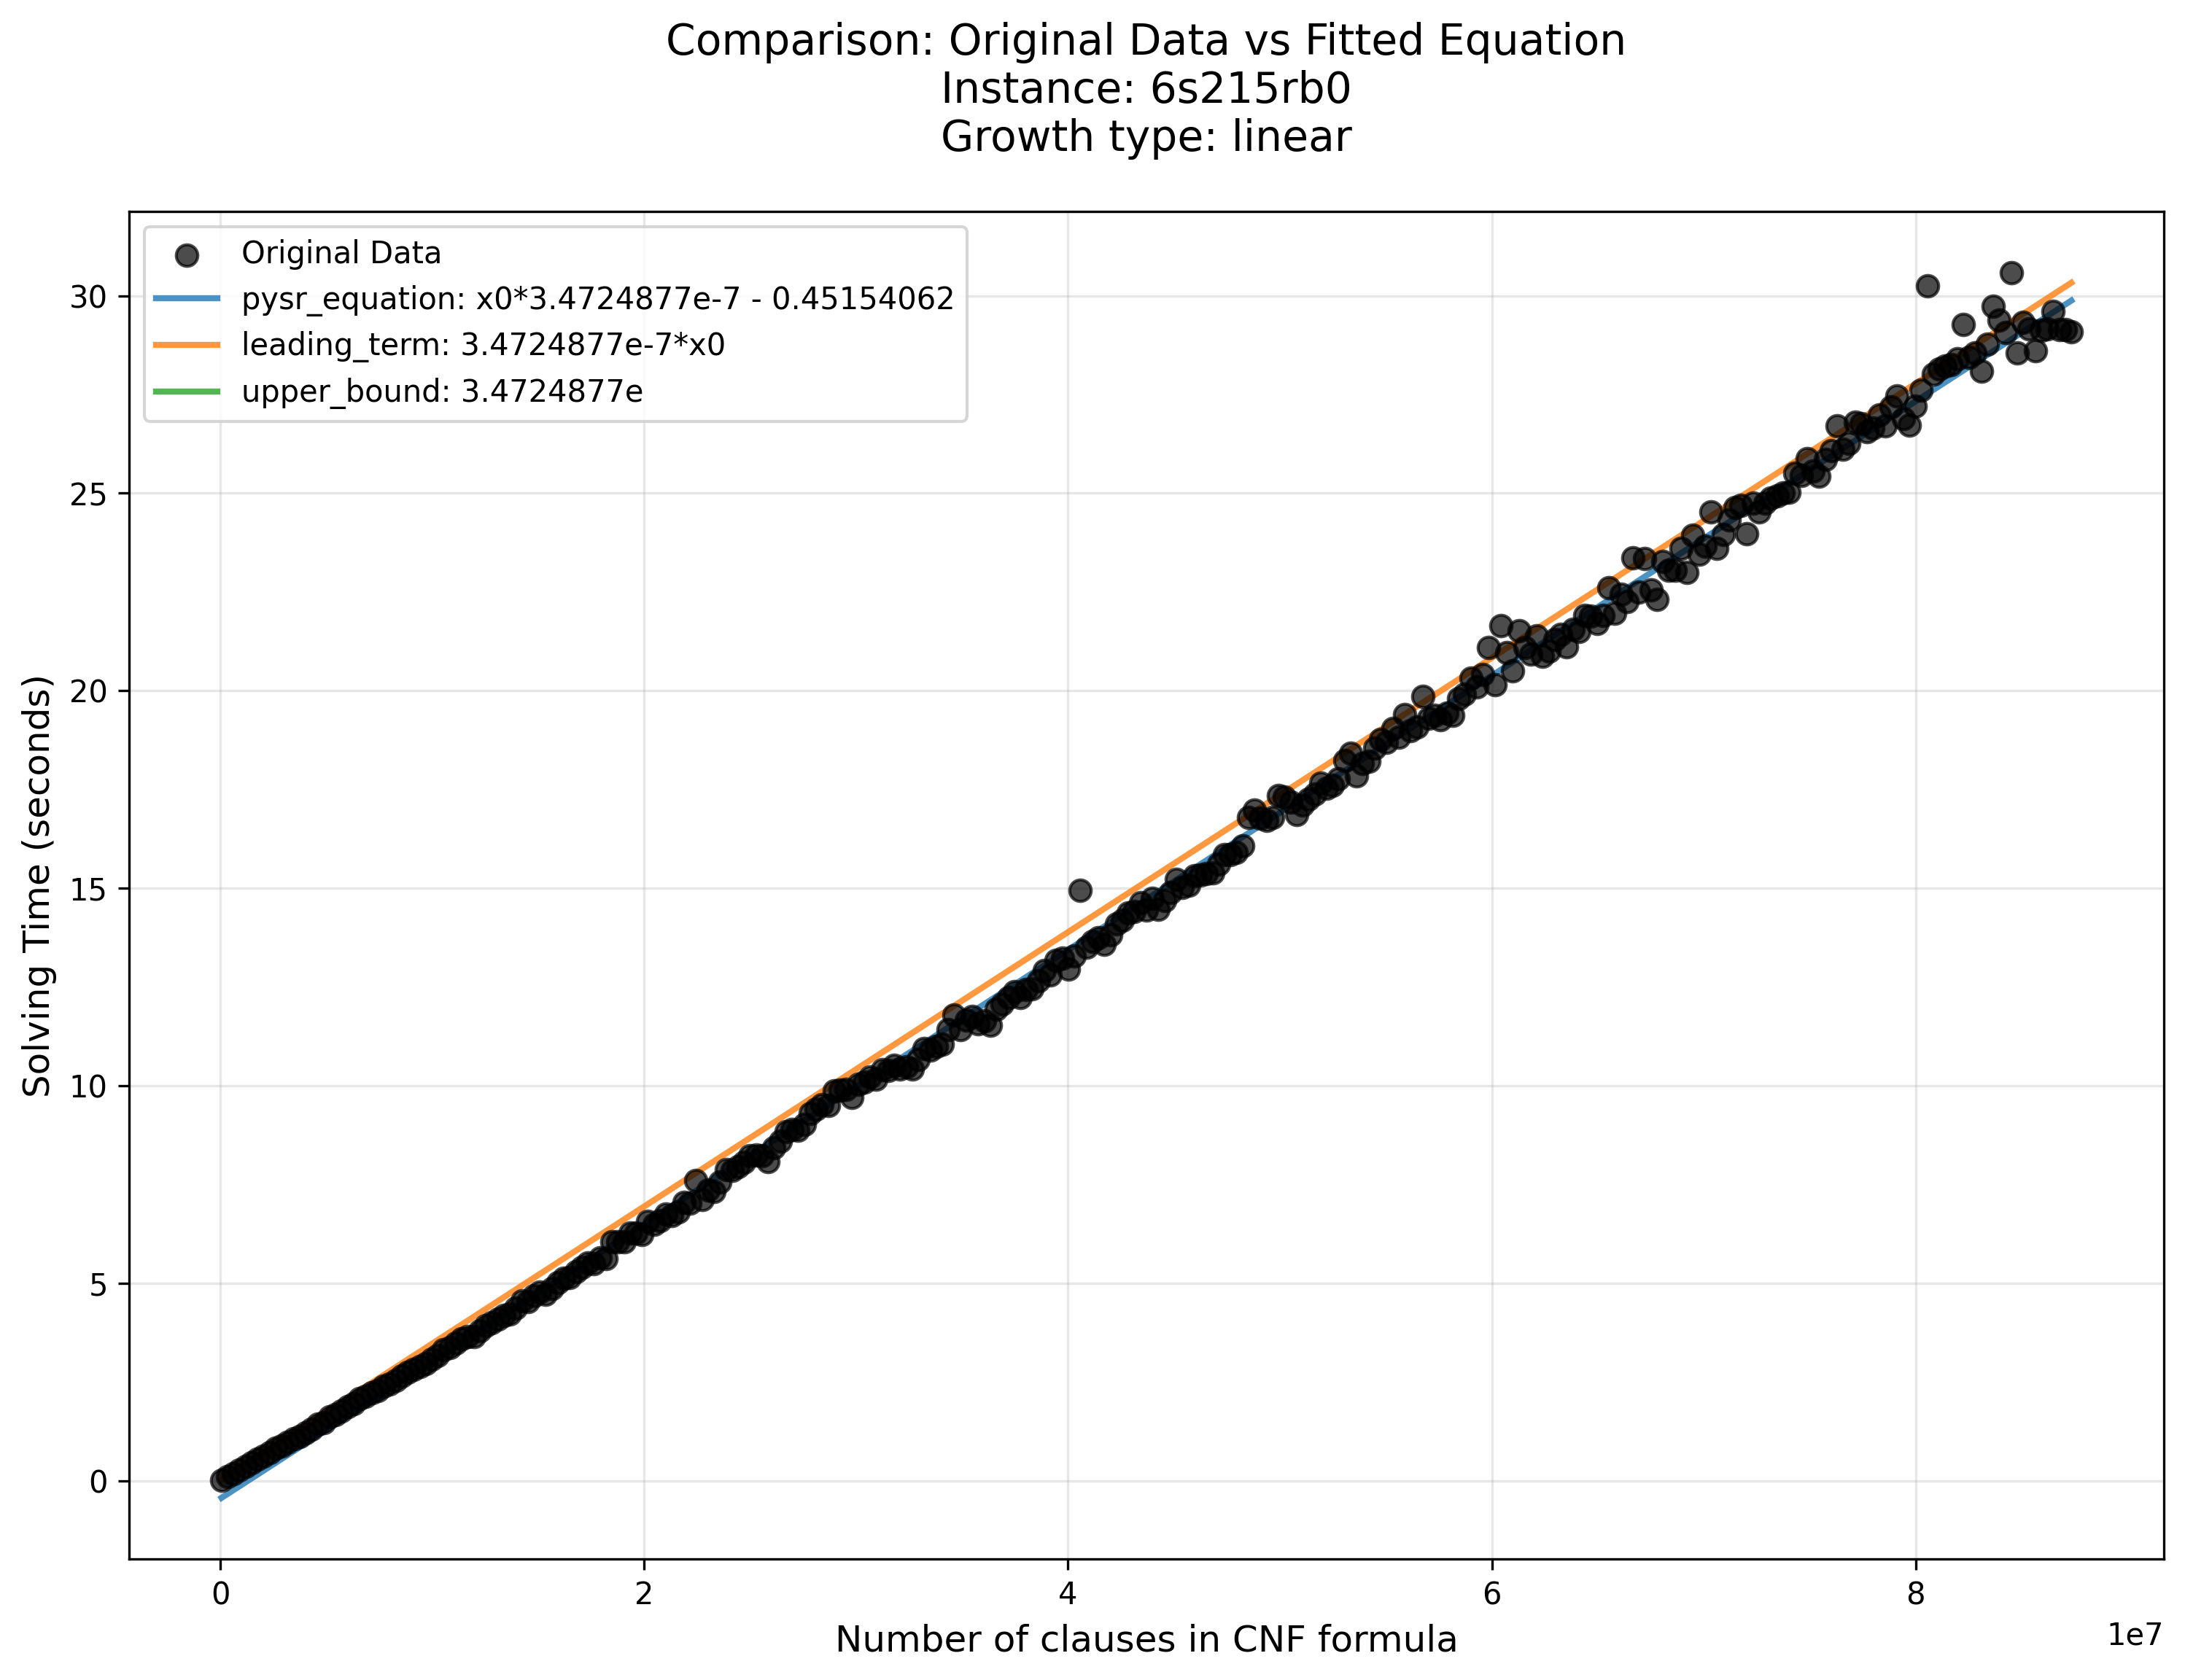 Comparison: Original Data vs Fitted Equation
Instance: 6s215rb0
Growth type: linear
Original Data
pysr_equation: x0*3.4724877e-7 - 0.45154062
leading_term: 3.4724877e-7*x0
upper_bound: 3.4724877e
30
25
20
15
10
5
0
Solving Time (seconds)
0 2 4 6 8
1e7
Number of clauses in CNF formula